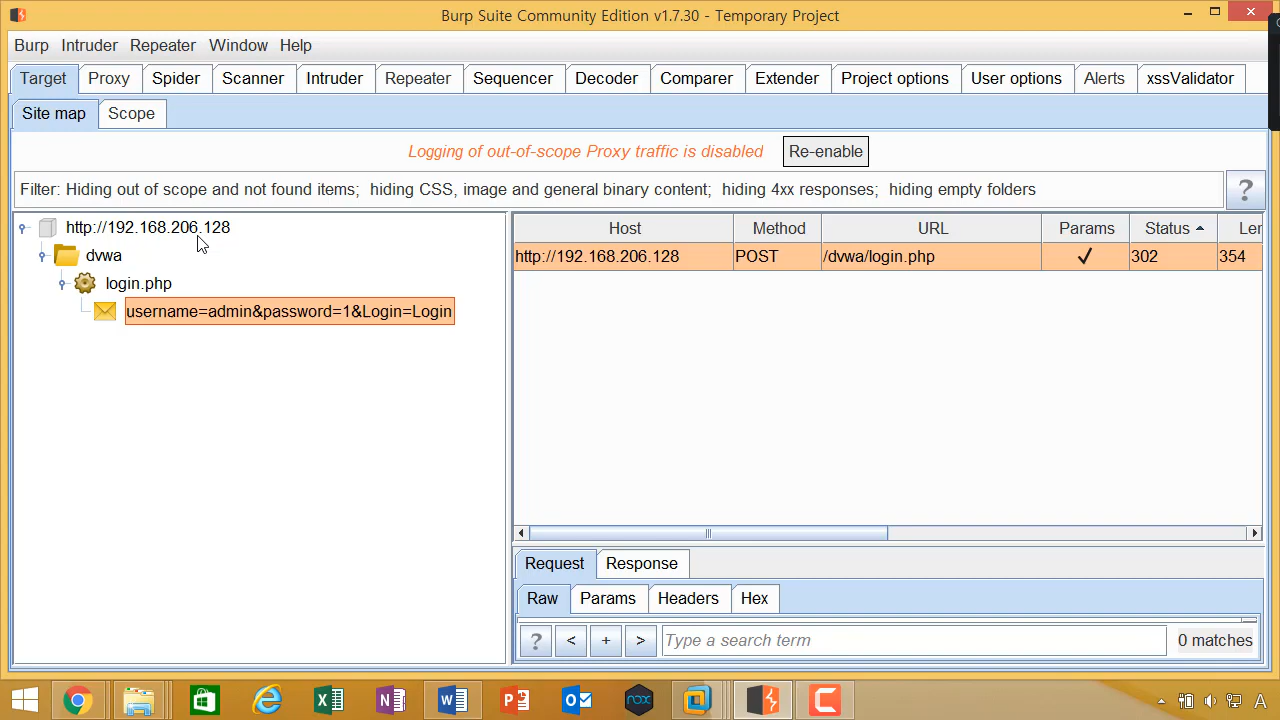 Burp Suite Community Edition v1.7.30 - Temporary Project
Burp Intruder Repeater Window Help
Target Proxy Spider Scanner Intruder Repeater Sequencer Decoder Comparer Extender Project options User options Alerts xssValidator
Site map Scope
Logging of out-of-scope Proxy traffic is disabled Re-enable
Filter: Hiding out of scope and not found items; hiding CSS, image and general binary content; hiding 4xx responses; hiding empty folders ?
http://192.168.206.128
dvwa
login.php
username=admin&password=1&Login=Login
Host Method URL Params Status Ler
http://192.168.206.128 POST /dvwa/login.php ✓ 302 354
Request Response
Raw Params Headers Hex
? < + > Type a search term 0 matches
nox
A